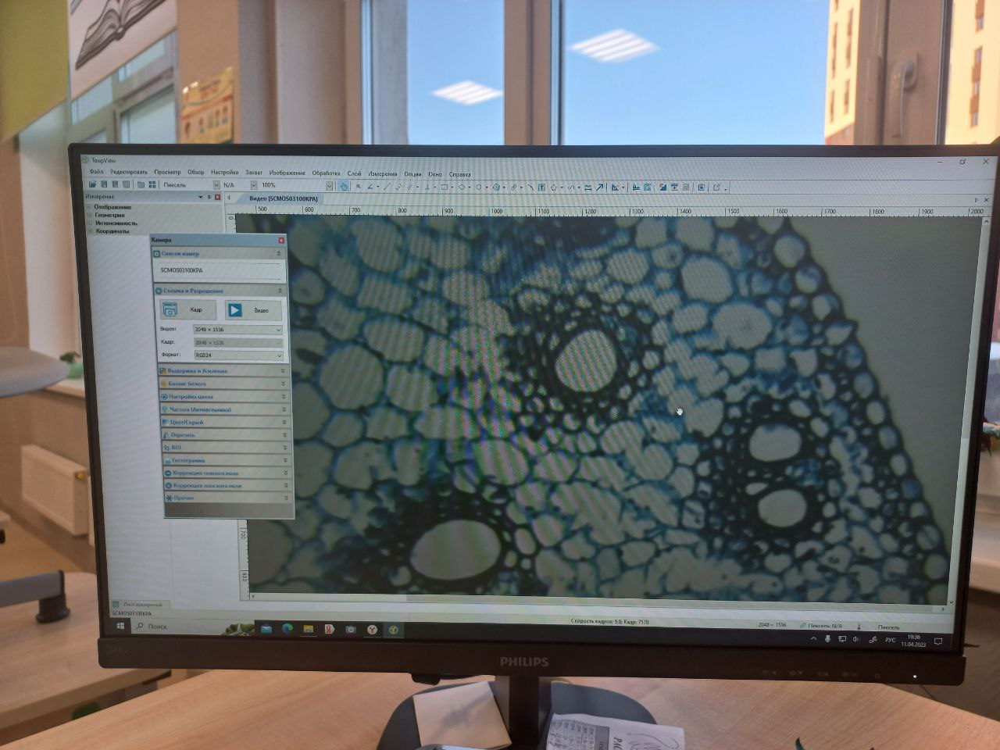 ToupView
Файл Редактировать Просмотр Обзор Настройка Захват Изображение Обработка Слой Измерения Опции Окно Справка
Пиксель N/A 100%
Измерение
Видео [SCMOS03100KPA]
Отображение
Геометрия
Интенсивность
Координаты
500 600 700 800 900 1000 1100 1200 1300 1400 1500 1600 1700 1800 1900 2000
Камера
Список камер
SCMOS03100KPA
Съемка и Разрешение
Кадр Видео
Видео: 2048 × 1536
Кадр: 2048 × 1536
Формат: RGB24
Выдержка и Усиление
Баланс белого
Настройка цвета
Частота (Антивспышка)
Цвет/Серый
Отразить
ROI
Гистограмма
Коррекция темного поля
Коррекция плоского поля
Прочие
700
800
Лист измерений
SCMOS03100KPA
Скорость кадров: 9,8; Кадр: 7578
2048 × 1536 Пиксель: N/A Пиксель
Поиск
РУС
19:36
11.04.2023
PHILIPS